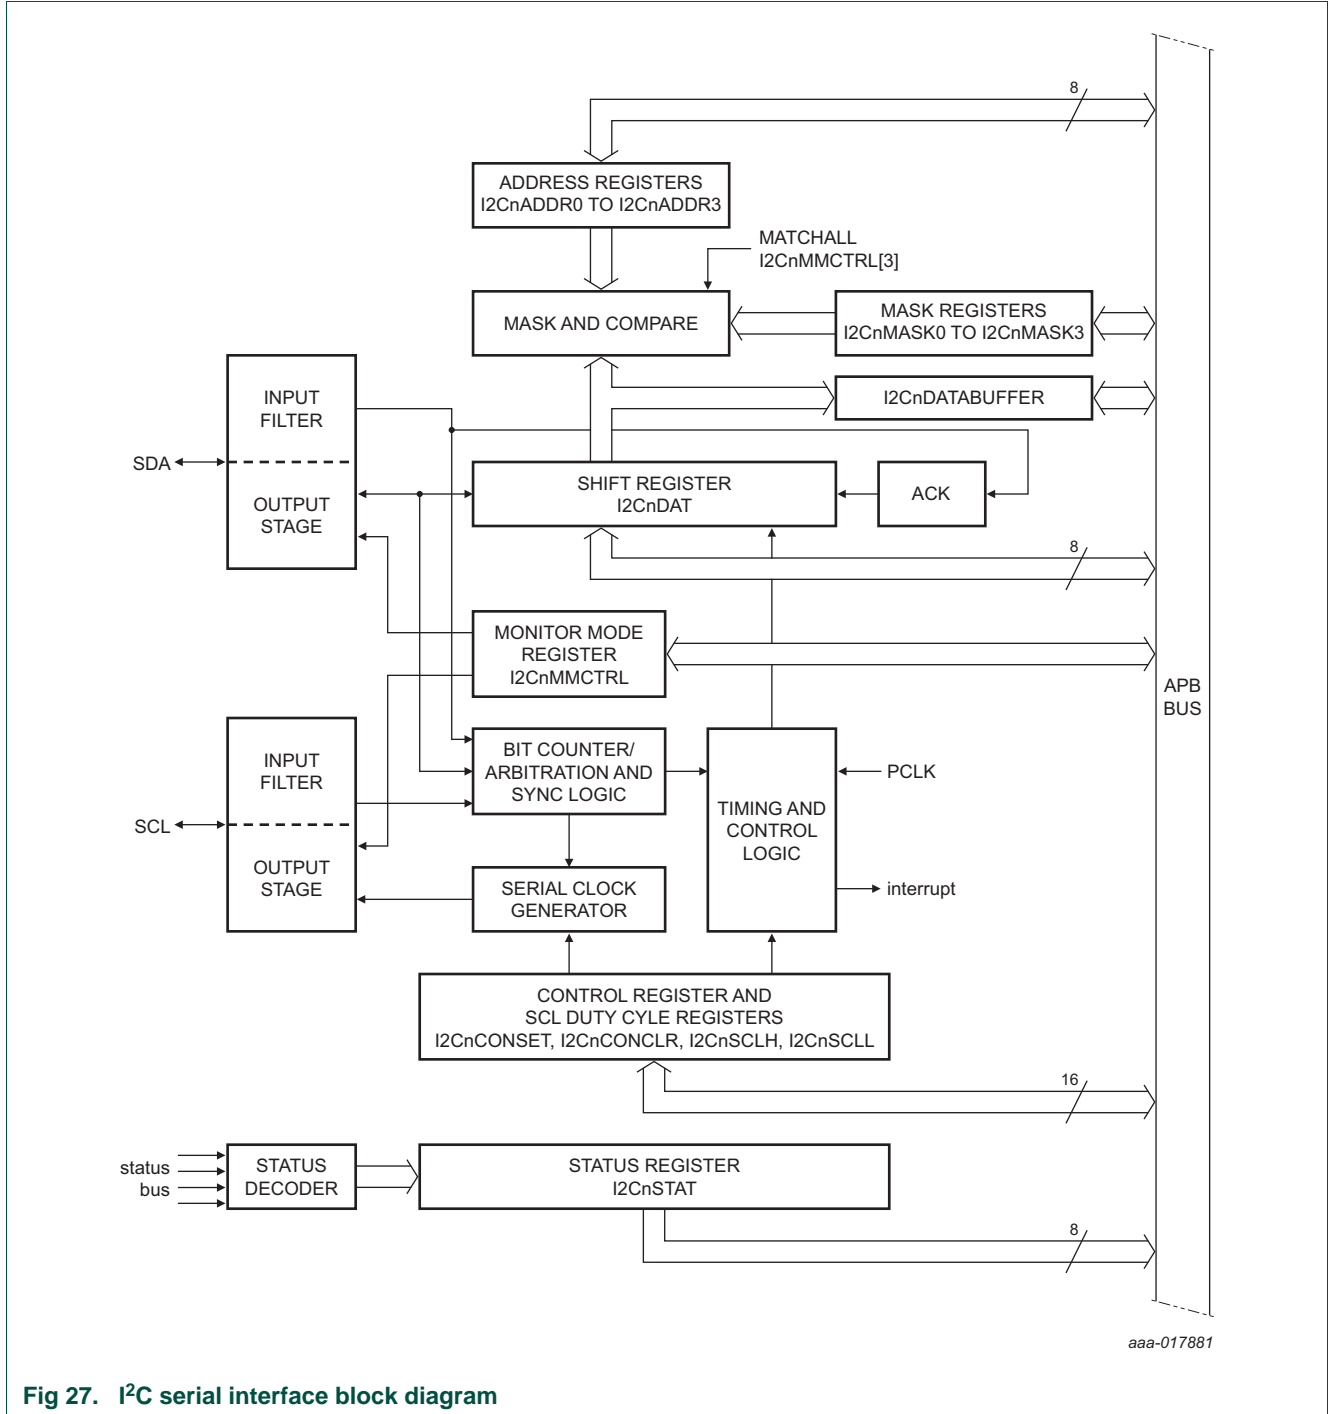 8
ADDRESS REGISTERS
I2CnADDR0 TO I2CnADDR3
MATCHALL
I2CnMMCTRL[3]
MASK AND COMPARE
MASK REGISTERS
I2CnMASK0 TO I2CnMASK3
I2CnDATABUFFER
INPUT
FILTER
SDA
OUTPUT
STAGE
SHIFT REGISTER
I2CnDAT
ACK
8
MONITOR MODE
REGISTER
I2CnMMCTRL
APB
BUS
INPUT
FILTER
SCL
OUTPUT
STAGE
BIT COUNTER/
ARBITRATION AND
SYNC LOGIC
PCLK
TIMING AND
CONTROL
LOGIC
interrupt
SERIAL CLOCK
GENERATOR
CONTROL REGISTER AND
SCL DUTY CYLE REGISTERS
I2CnCONSET, I2CnCONCLR, I2CnSCLH, I2CnSCLL
16
status
bus
STATUS
DECODER
STATUS REGISTER
I2CnSTAT
8
aaa-017881
Fig 27. I²C serial interface block diagram